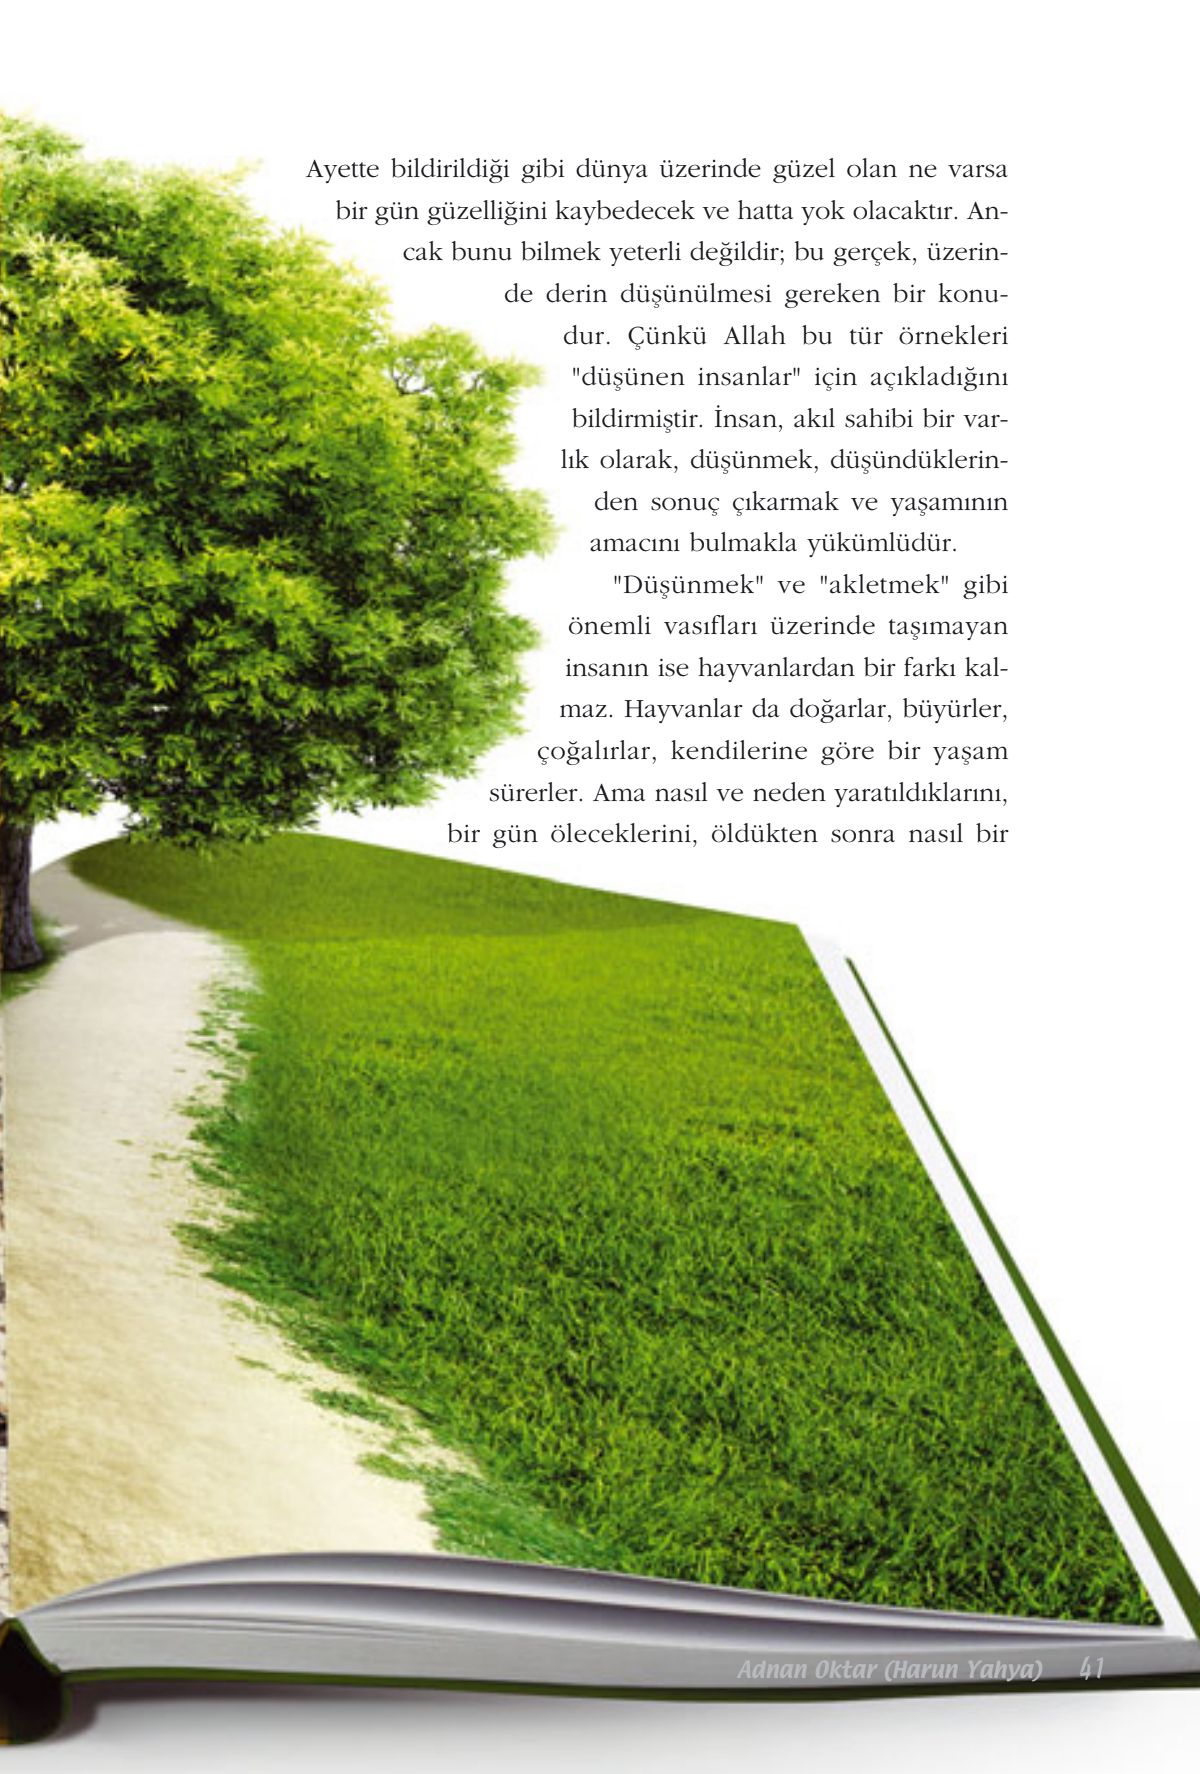 Ayette bildirildiği gibi dünya üzerinde güzel olan ne varsa
bir gün güzelliğini kaybedecek ve hatta yok olacaktır. An-
cak bunu bilmek yeterli değildir; bu gerçek, üzerin-
de derin düşünülmesi gereken bir konu-
dur. Çünkü Allah bu tür örnekleri
"düşünen insanlar" için açıkladığını
bildirmiştir. İnsan, akıl sahibi bir var-
lık olarak, düşünmek, düşündüklerin-
den sonuç çıkarmak ve yaşamının
amacını bulmakla yükümlüdür.
"Düşünmek" ve "akletmek" gibi
önemli vasıfları üzerinde taşımayan
insanın ise hayvanlardan bir farkı kal-
maz. Hayvanlar da doğarlar, büyürler,
çoğalırlar, kendilerine göre bir yaşam
sürerler. Ama nasıl ve neden yaratıldıklarını,
bir gün öleceklerini, öldükten sonra nasıl bir
Adnan Oktar (Harun Yahya) 41